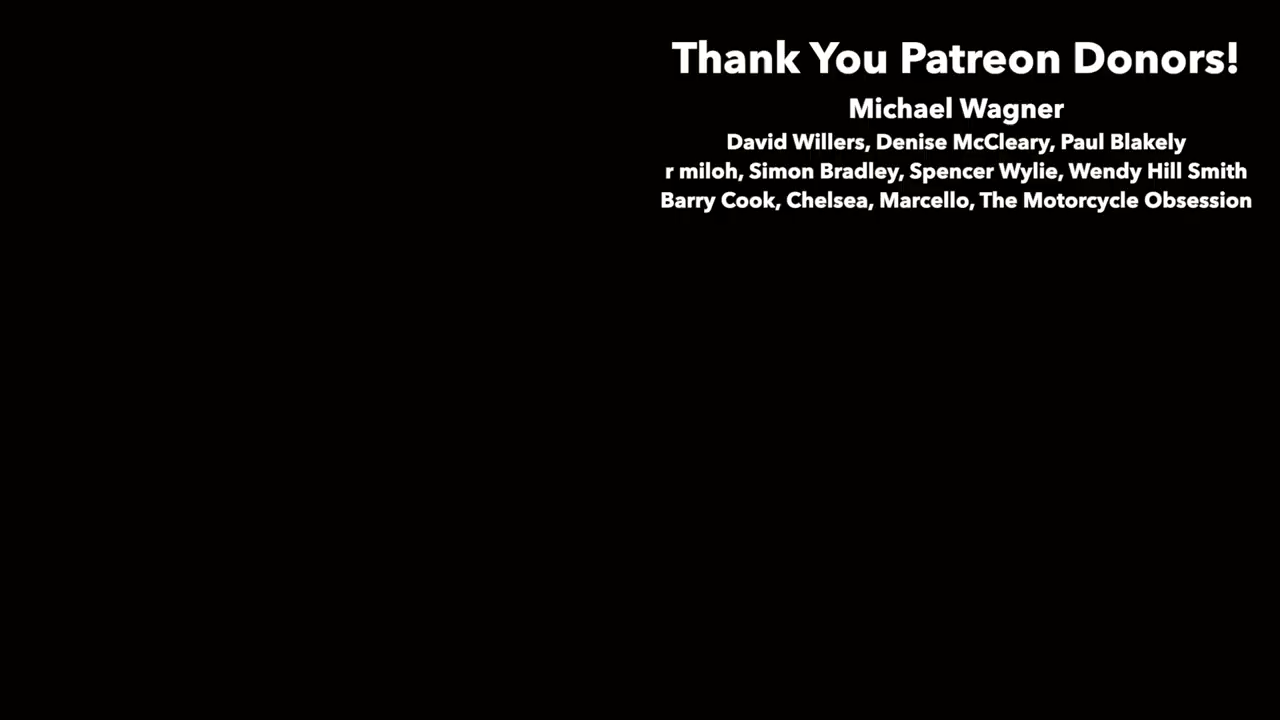 Thank You Patreon Donors!
Michael Wagner
David Willers, Denise McCleary, Paul Blakely
r miloh, Simon Bradley, Spencer Wylie, Wendy Hill Smith
Barry Cook, Chelsea, Marcello, The Motorcycle Obsession